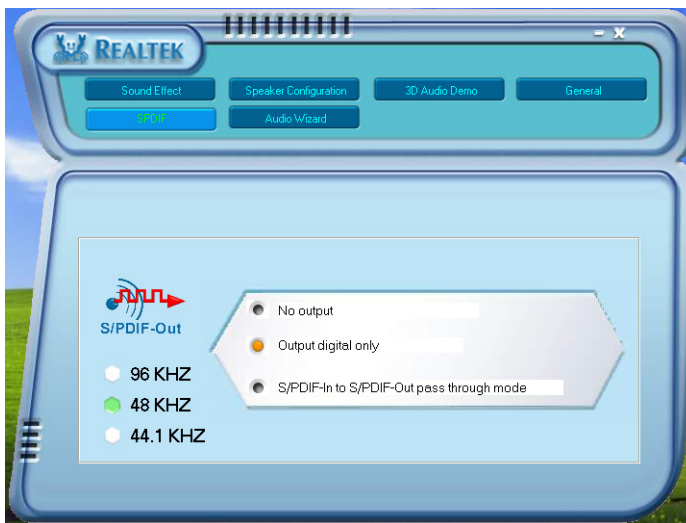 REALTEK
– x
Sound Effect
Speaker Configuration
3D Audio Demo
General
SPDIF
Audio Wizard
S/PDIF-Out
No output
Output digital only
S/PDIF-In to S/PDIF-Out pass through mode
96 KHZ
48 KHZ
44.1 KHZ